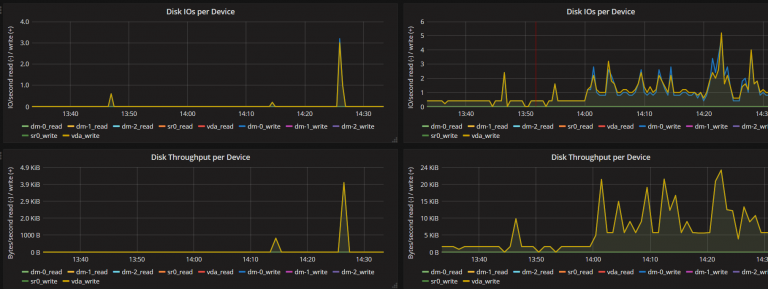 Disk IOs per Device
IO/second read (-) / write (+)
4.0
3.0
2.0
1.0
0
13:40
13:50
14:00
14:10
14:20
14:30
dm-0_read dm-1_read dm-2_read sr0_read vda_read dm-0_write dm-1_write dm-2_write
sr0_write vda_write
Disk IOs per Device
IO/second read (-) / write (+)
6
5
4
3
2
1
0
13:40
13:50
14:00
14:10
14:20
14:3
dm-0_read dm-1_read dm-2_read sr0_read vda_read dm-0_write dm-1_write dm-2_write
sr0_write vda_write
Disk Throughput per Device
Bytes/second read (-) / write (+)
4.9 KiB
3.9 KiB
2.9 KiB
2.0 KiB
1000 B
0 B
13:40
13:50
14:00
14:10
14:20
14:30
dm-0_read dm-1_read dm-2_read sr0_read vda_read dm-0_write dm-1_write dm-2_write
sr0_write vda_write
Disk Throughput per Device
Bytes/second read (-) / write (+)
24 KiB
20 KiB
15 KiB
10 KiB
5 KiB
0 B
13:40
13:50
14:00
14:10
14:20
14:3
dm-0_read dm-1_read dm-2_read sr0_read vda_read dm-0_write dm-1_write dm-2_write
sr0_write vda_write